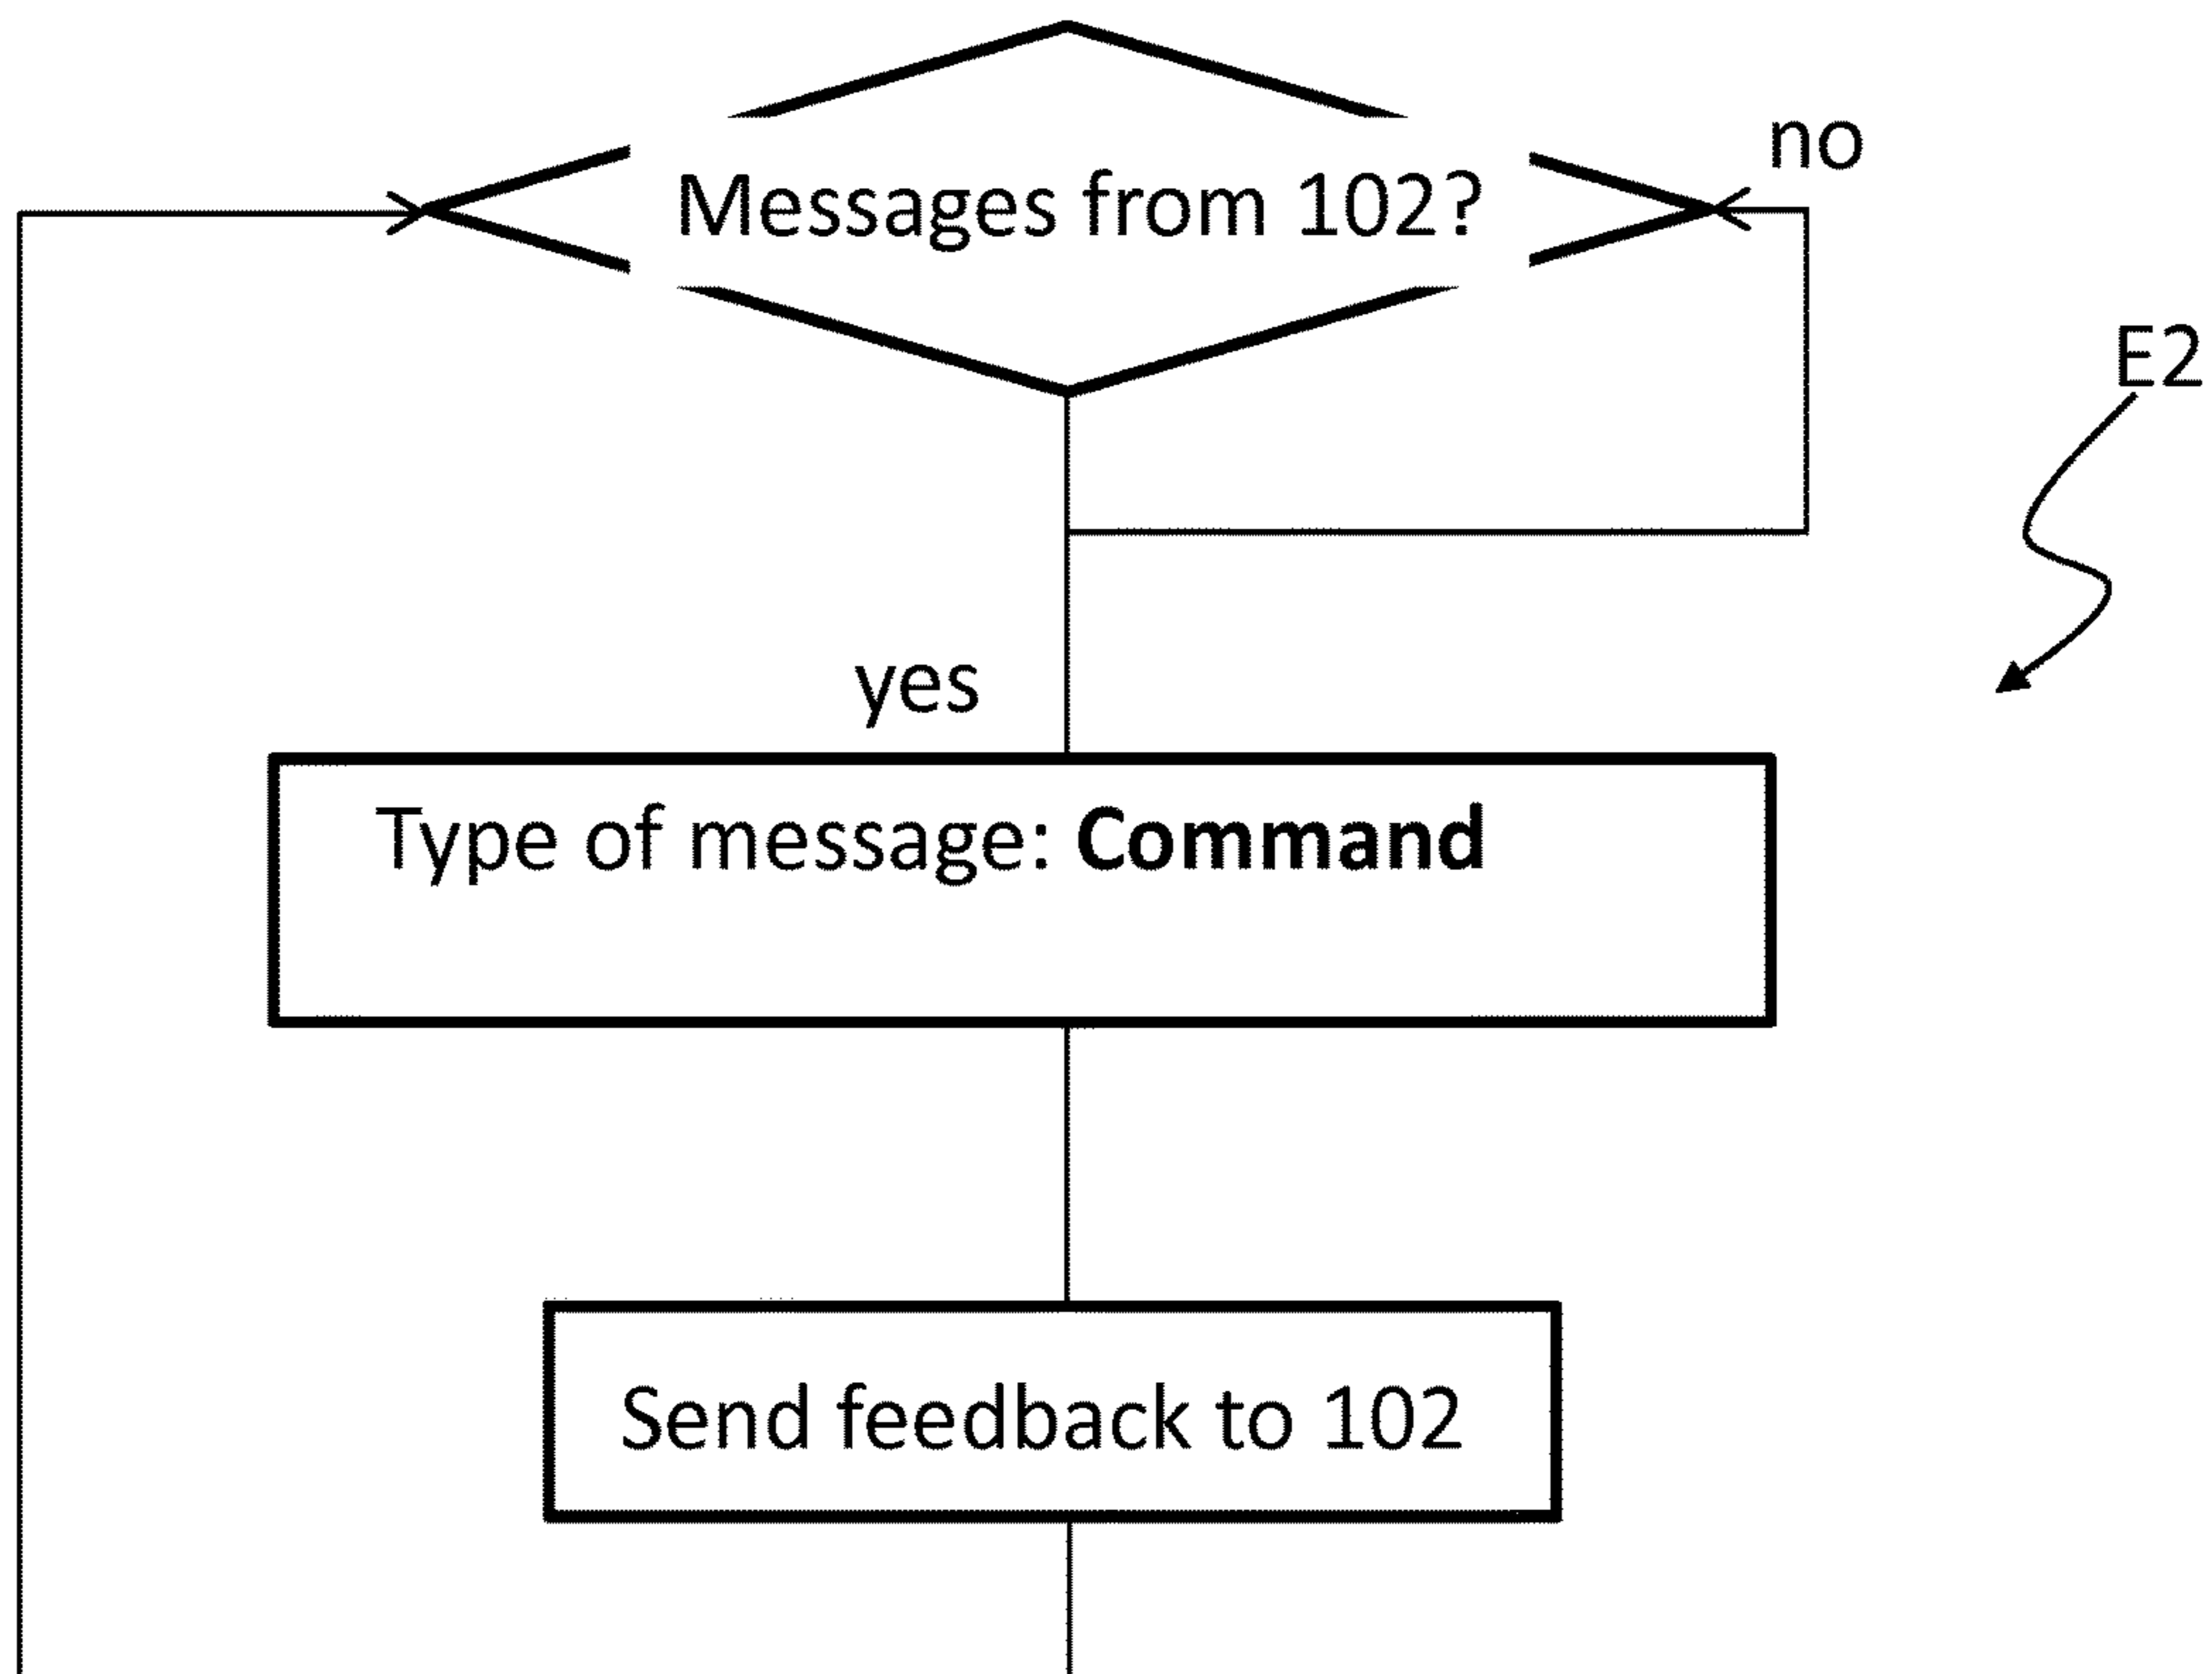 Messages from 102?
no
E2
yes
Type of message: Command
Send feedback to 102